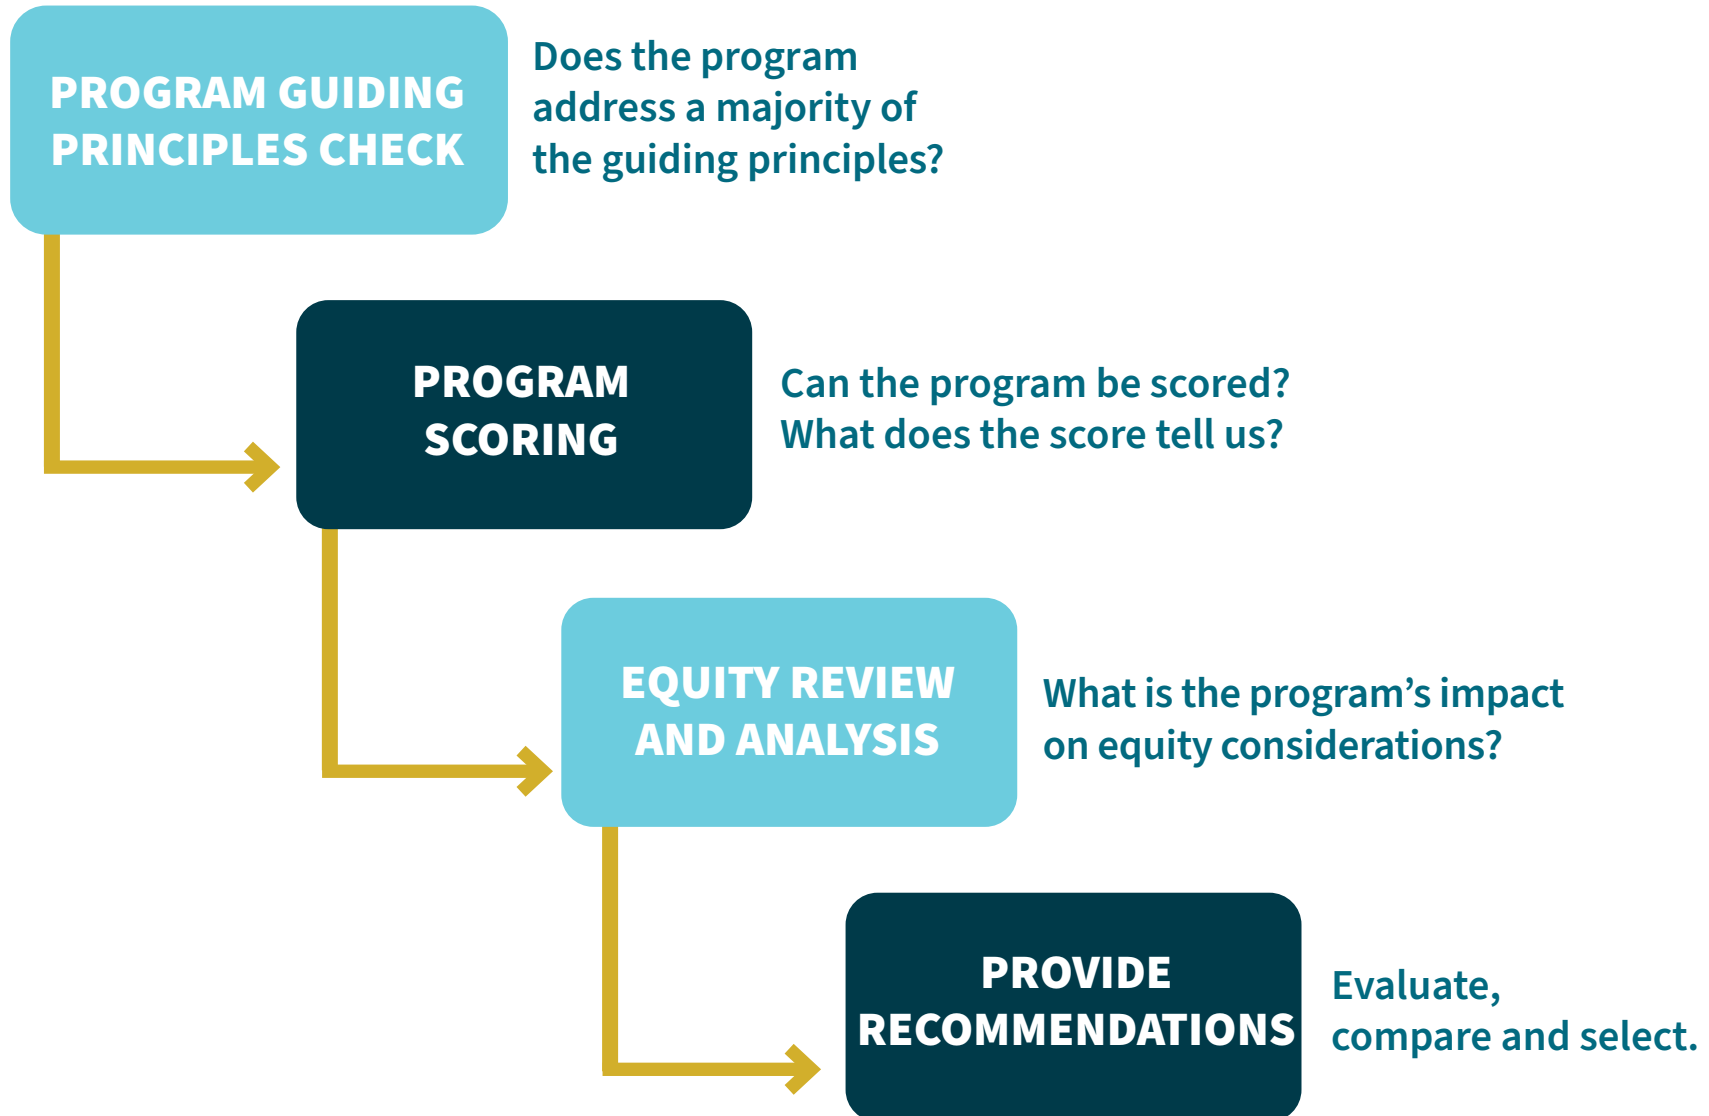 PROGRAM GUIDING
PRINCIPLES CHECK
Does the program
address a majority of
the guiding principles?
PROGRAM
SCORING
Can the program be scored?
What does the score tell us?
EQUITY REVIEW
AND ANALYSIS
What is the program’s impact
on equity considerations?
PROVIDE
RECOMMENDATIONS
Evaluate,
compare and select.